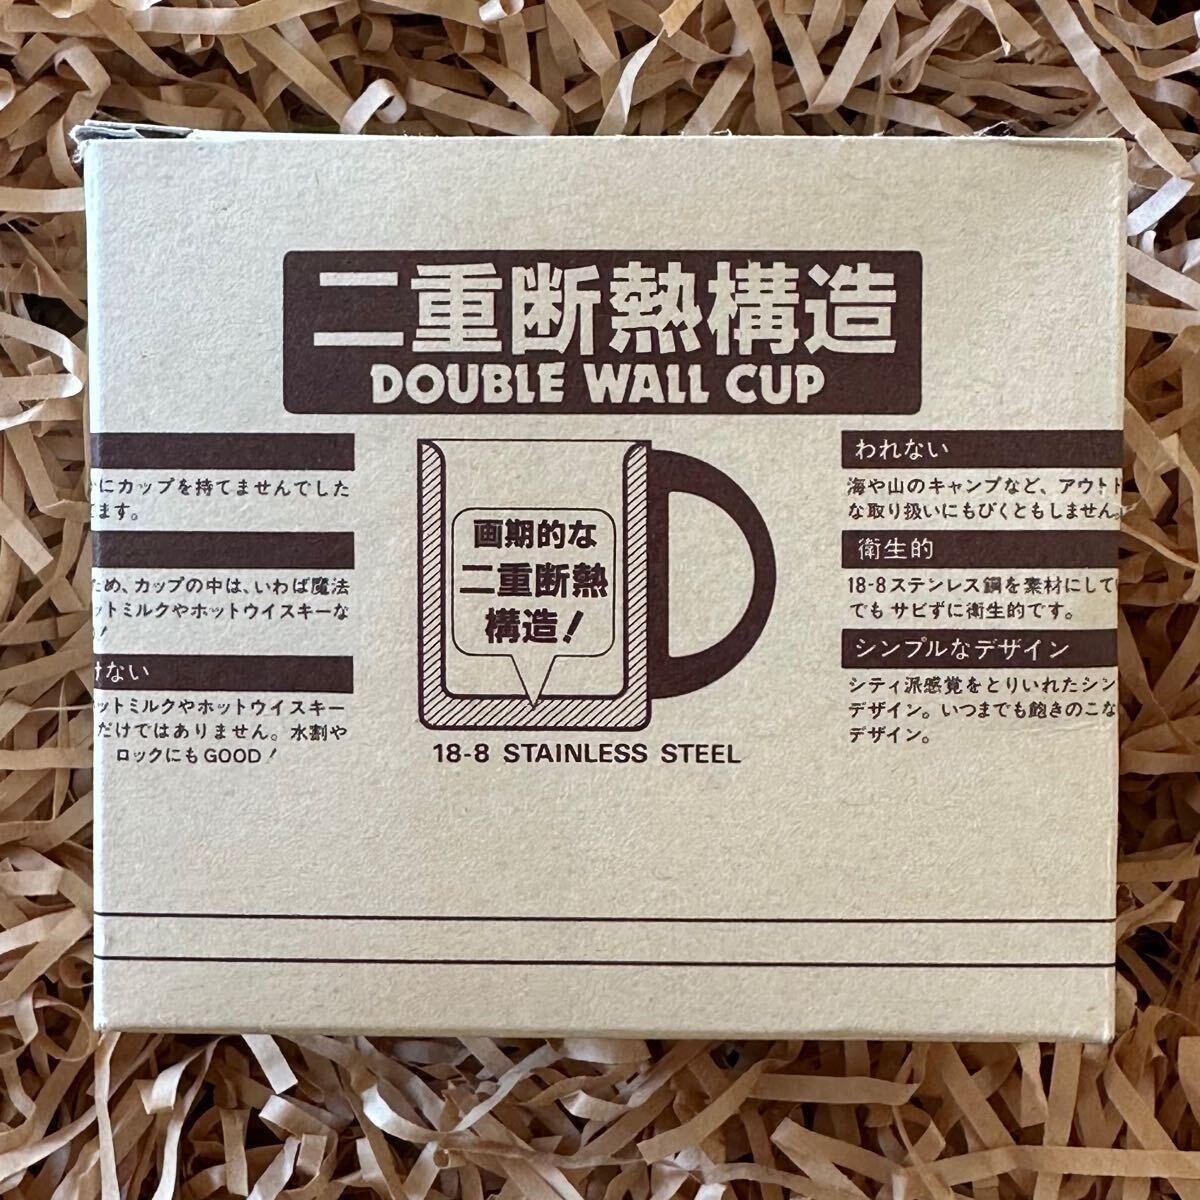 二重断熱構造
DOUBLE WALL CUP
にカップを持てませんでした
ます。
ため、カップの中は、いわば魔法
ットミルクやホットウイスキーな
!
けない
ットミルクやホットウイスキー
だけではありません。水割や
ロックにもGOOD!
画期的な
二重断熱
構造!
18-8 STAINLESS STEEL
われない
海や山のキャンプなど、アウト
な取り扱いにもびくともしません。
衛生的
18-8ステンレス鋼を素材にして
でもサビずに衛生的です。
シンプルなデザイン
シティ派感覚をとりいれたシン
デザイン。いつまでも飽きのこな
デザイン。